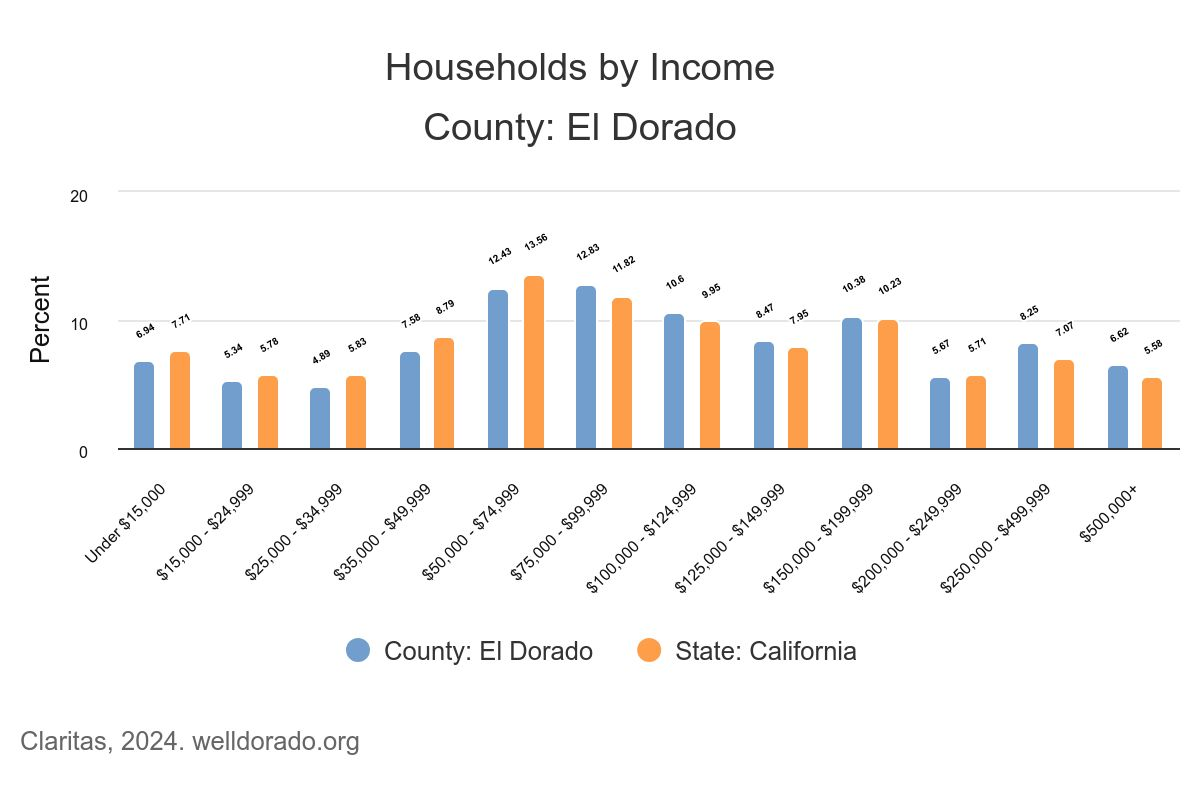 Households by Income
County: El Dorado
Percent
20
10
0
6.94 7.71 5.34 5.78 4.89 5.83 7.58 8.79 12.43 13.56 12.83 11.82 10.6 9.95 8.47 7.95 10.38 10.23 5.67 5.71 8.25 7.07 6.62 5.58
Under $15,000
$15,000 - $24,999
$25,000 - $34,999
$35,000 - $49,999
$50,000 - $74,999
$75,000 - $99,999
$100,000 - $124,999
$125,000 - $149,999
$150,000 - $199,999
$200,000 - $249,999
$250,000 - $499,999
$500,000+
County: El Dorado State: California
Claritas, 2024. welldorado.org